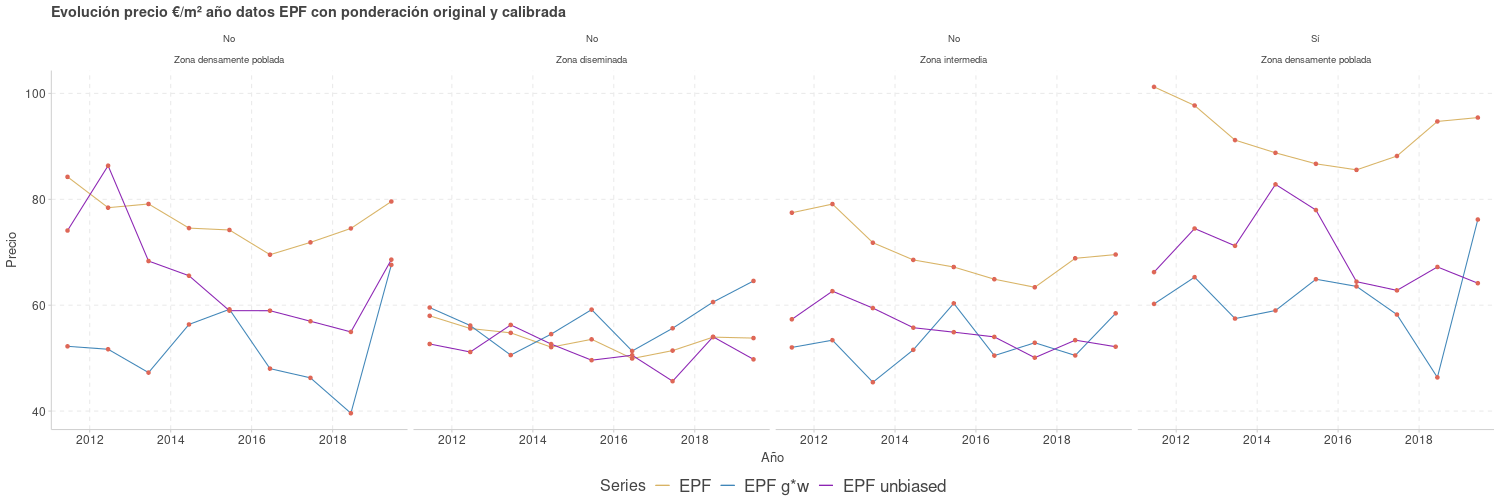 Evolución precio €/m² año datos EPF con ponderación original y calibrada
No No No Sí
Zona densamente poblada Zona diseminada Zona intermedia Zona densamente poblada
100
80
60
40
Precio
2012 2014 2016 2018 2012 2014 2016 2018 2012 2014 2016 2018 2012 2014 2016 2018
Año
Series EPF EPF g*w EPF unbiased